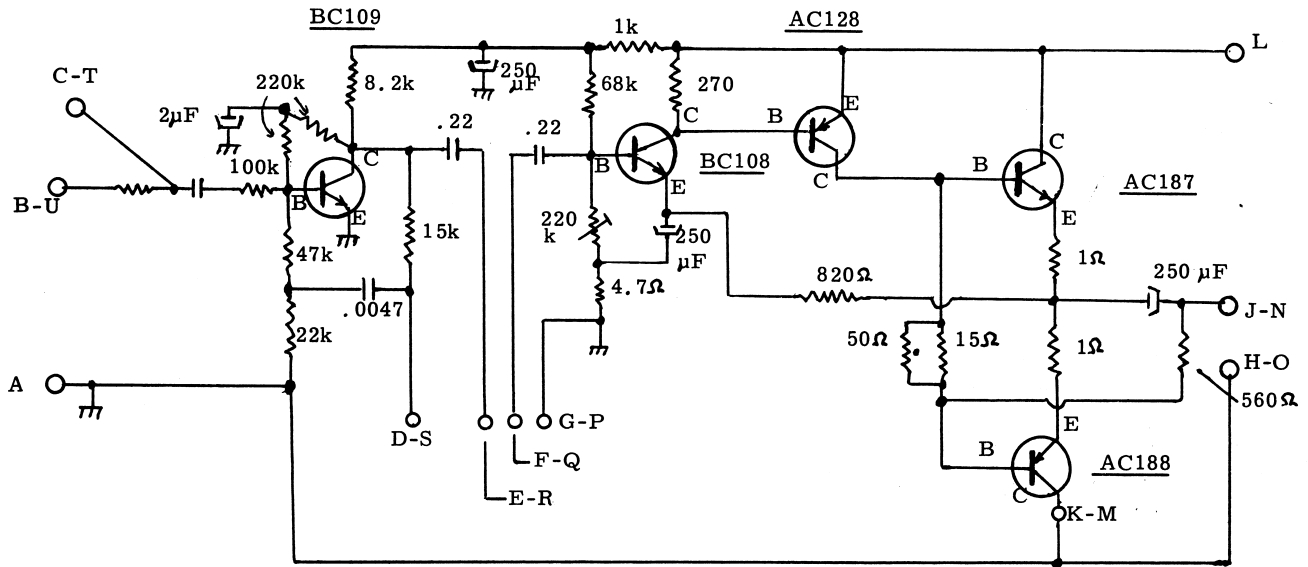 BC109
AC128
1k
L
C-T
220k
8.2k
250
µF
68k
270
E
2µF
.22
.22
C
B
C
B
BC108
C
C
B
AC187
100k
B-U
B
E
E
E
47k
15k
220
k
250
µF
1Ω
250 µF
4.7Ω
820Ω
.0047
J-N
22k
50Ω
15Ω
1Ω
H-O
A
560Ω
D-S
G-P
E
F-Q
B
AC188
E-R
C
K-M